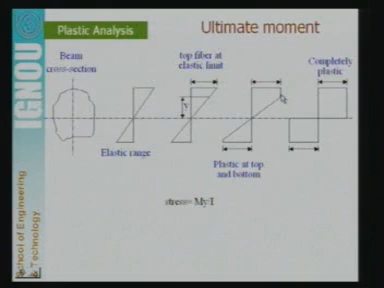 Plastic Analysis
Ultimate moment
Beam
cross-section
top fiber at
elastic limit
Completely
plastic
y
Elastic range
Plastic at top
and bottom
stress= My/I
IGNOU
School of Engineering
& Technology